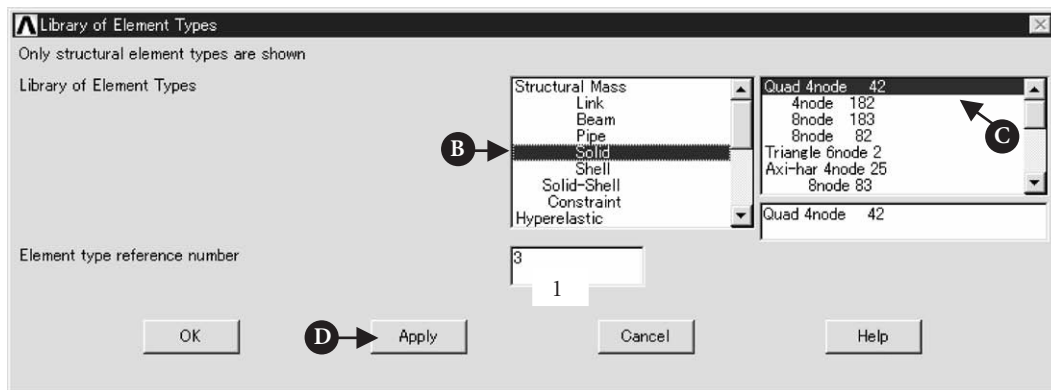 Library of Element Types
Only structural element types are shown
Library of Element Types
Structural Mass
Link
Beam
Pipe
Solid
Shell
Solid-Shell
Constraint
Hyperelastic
Quad 4node 42
4node 182
8node 183
8node 82
Triangle 6node 2
Axi-har 4node 25
8node 83
Quad 4node 42
B
C
Element type reference number
3
1
OK
D
Apply
Cancel
Help